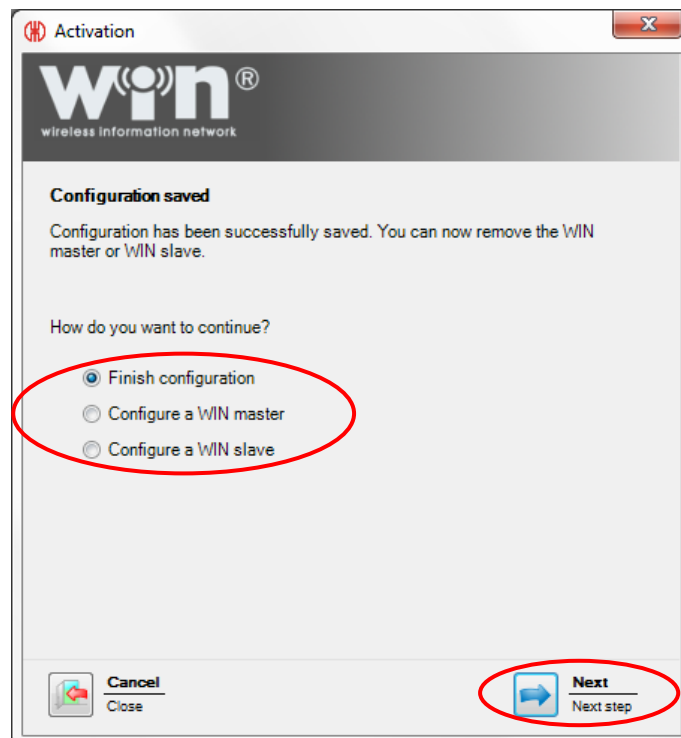 Activation
WIN®
wireless information network
Configuration saved
Configuration has been successfully saved. You can now remove the WIN
master or WIN slave.
How do you want to continue?
Finish configuration
Configure a WIN master
Configure a WIN slave
Cancel
Close
Next
Next step